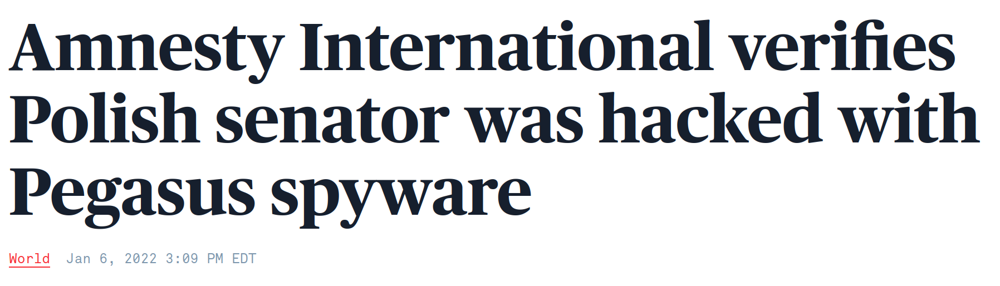 Amnesty International verifies
Polish senator was hacked with
Pegasus spyware
World Jan 6, 2022 3:09 PM EDT